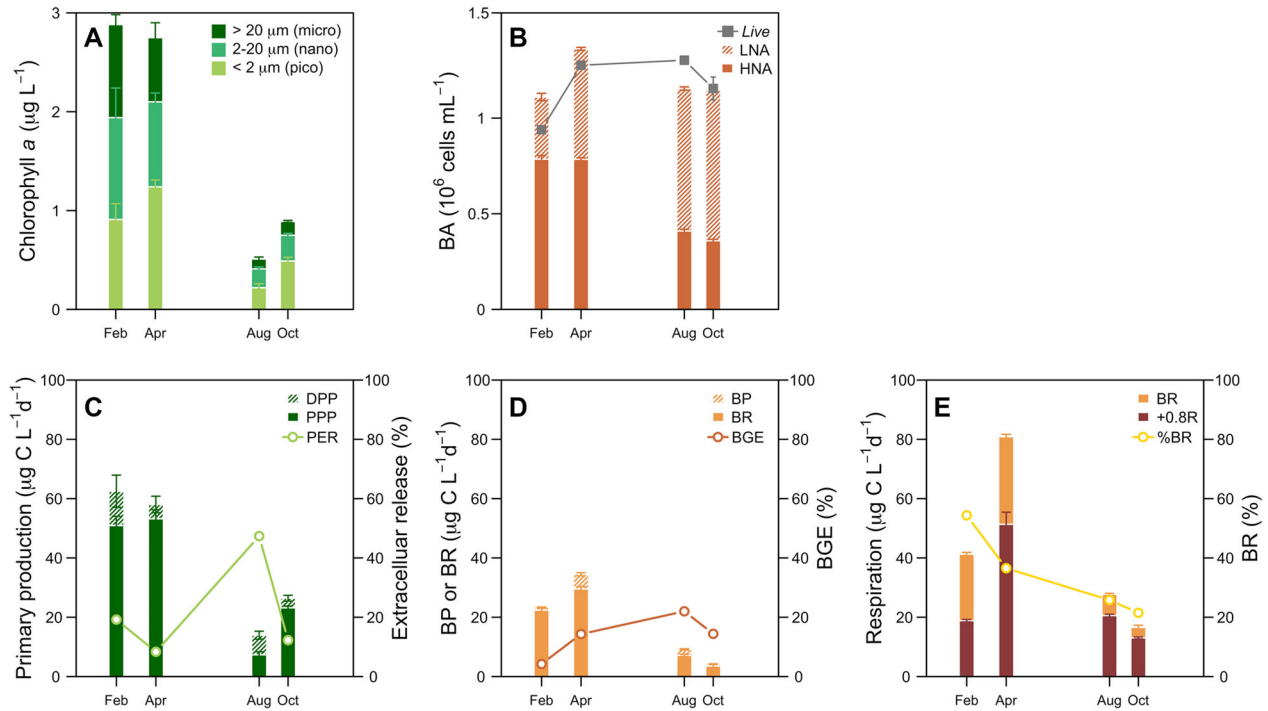 A
Chlorophyll a (μg L⁻¹)
3
2
1
0
> 20 μm (micro)
2-20 μm (nano)
< 2 μm (pico)
Feb Apr Aug Oct
B
BA (10⁶ cells mL⁻¹)
1.5
1
0.5
0
Live
LNA
HNA
Feb Apr Aug Oct
C
Primary production (μg C L⁻¹d⁻¹)
100
80
60
40
20
0
DPP
PPP
PER
100
80
60
40
20
0
Extracelluar release (%)
Feb Apr Aug Oct
D
BP or BR (μg C L⁻¹d⁻¹)
100
80
60
40
20
0
BP
BR
BGE
100
80
60
40
20
0
BGE (%)
Feb Apr Aug Oct
E
Respiration (μg C L⁻¹d⁻¹)
100
80
60
40
20
0
BR
+0.8R
%BR
100
80
60
40
20
0
BR (%)
Feb Apr Aug Oct